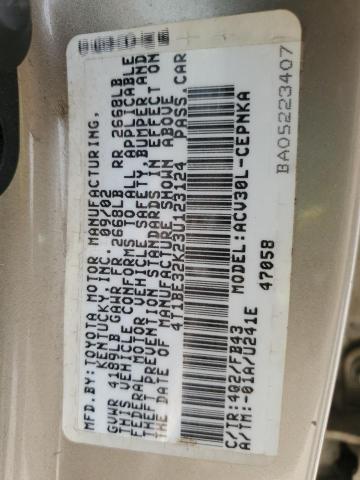 MFD.BY:TOYOTA MOTOR MANUFACTURING,
KENTUCKY,INC. 09/02
GVWR 4189LB GAWR FR 2668LB RR 2668LB
THIS VEHICLE CONFORMS TO ALL APPLICABLE
FEDERAL MOTOR VEHICLE SAFETY, BUMPER,AND
THEFT PREVENTION STANDARDS IN EFFECT ON
THE DATE OF MANUFACTURE SHOWN ABOVE
4T1BE32K23U123124 PASS.CAR
C/TR:4Q2/FB43 MODEL:ACV30L-CEPNKA
A/TM:-01A/U241E 47058
BA05223407